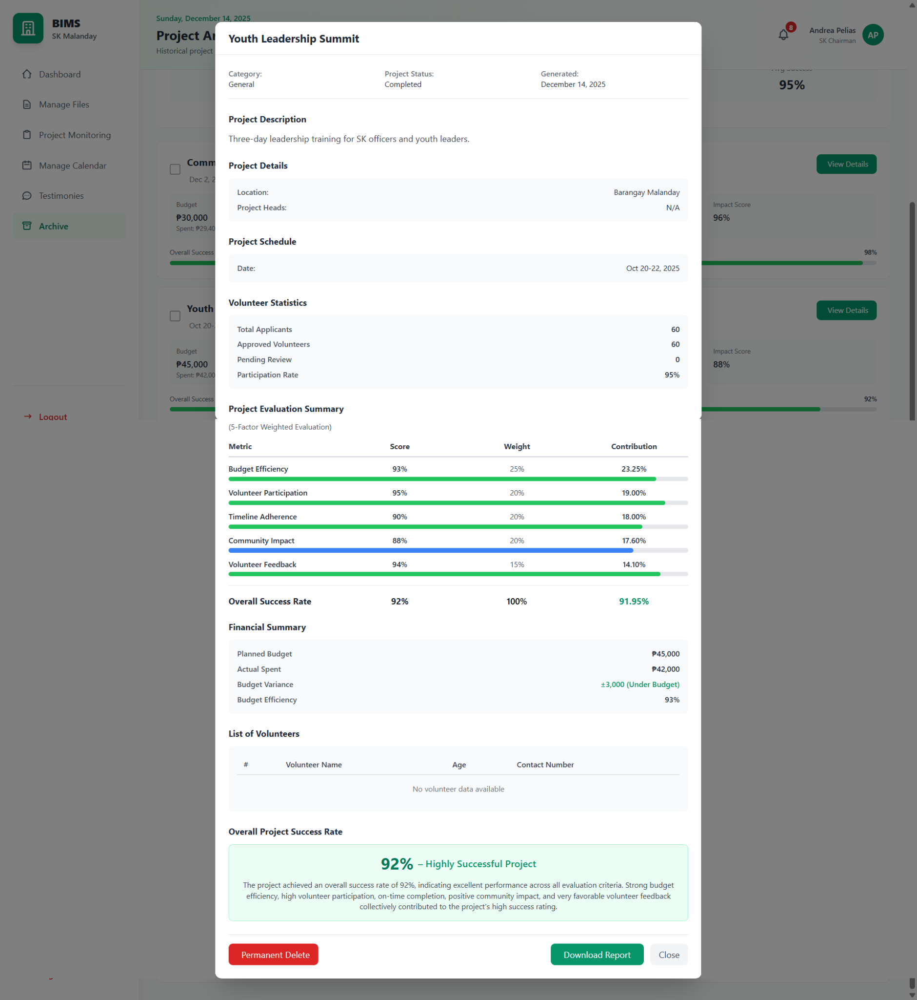 BIMS
SK Malanday
Dashboard
Manage Files
Project Monitoring
Manage Calendar
Testimonies
Archive
Logout
Sunday, December 14, 2025
Project Ar
Historical project
8
Andrea Pelias
SK Chairman
AP
95%
Comm
Dec 2, 2
View Details
Budget
₱30,000
Spent: ₱29,40
Impact Score
96%
Overall Success
98%
Youth
Oct 20-
View Details
Budget
₱45,000
Spent: ₱42,00
Impact Score
88%
Overall Success
92%
Youth Leadership Summit
Category: Project Status: Generated:
General Completed December 14, 2025
Project Description
Three-day leadership training for SK officers and youth leaders.
Project Details
Location: Barangay Malanday
Project Heads: N/A
Project Schedule
Date: Oct 20-22, 2025
Volunteer Statistics
Total Applicants 60
Approved Volunteers 60
Pending Review 0
Participation Rate 95%
Project Evaluation Summary
(5-Factor Weighted Evaluation)
Metric Score Weight Contribution
Budget Efficiency 93% 25% 23.25%
Volunteer Participation 95% 20% 19.00%
Timeline Adherence 90% 20% 18.00%
Community Impact 88% 20% 17.60%
Volunteer Feedback 94% 15% 14.10%
Overall Success Rate 92% 100% 91.95%
Financial Summary
Planned Budget ₱45,000
Actual Spent ₱42,000
Budget Variance ±3,000 (Under Budget)
Budget Efficiency 93%
List of Volunteers
# Volunteer Name Age Contact Number
No volunteer data available
Overall Project Success Rate
92% – Highly Successful Project
The project achieved an overall success rate of 92%, indicating excellent performance across all evaluation criteria. Strong budget
efficiency, high volunteer participation, on-time completion, positive community impact, and very favorable volunteer feedback
collectively contributed to the project's high success rating.
Permanent Delete Download Report Close